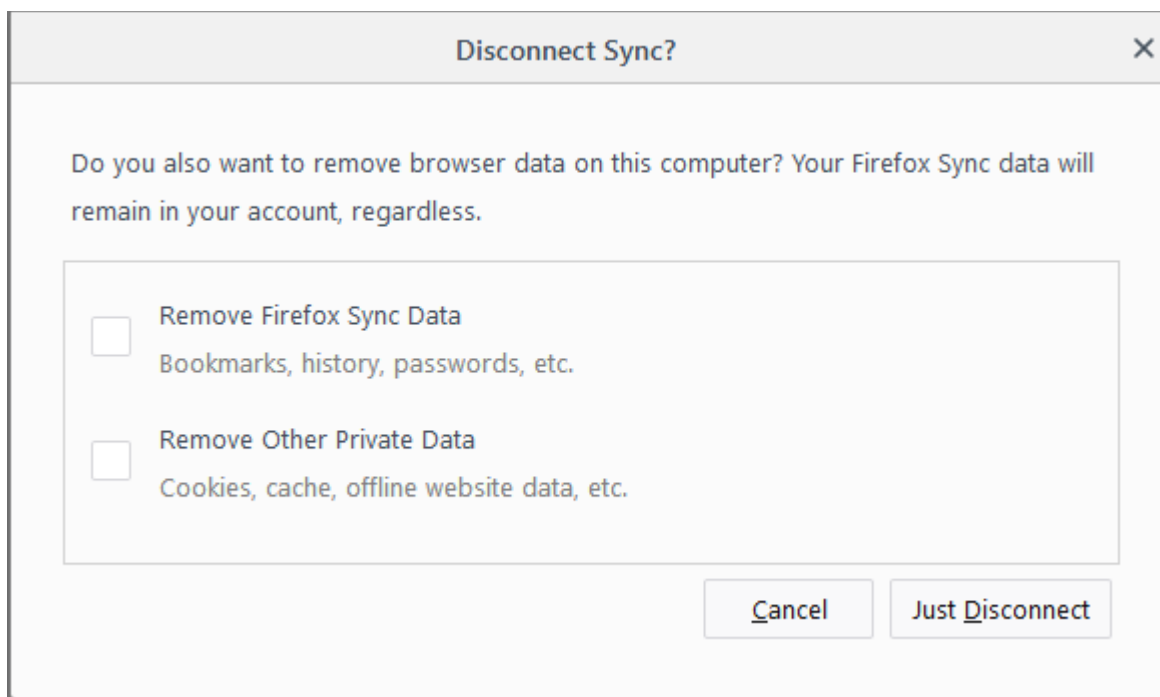 Disconnect Sync?
Do you also want to remove browser data on this computer? Your Firefox Sync data will
remain in your account, regardless.
Remove Firefox Sync Data
Bookmarks, history, passwords, etc.
Remove Other Private Data
Cookies, cache, offline website data, etc.
Cancel Just Disconnect